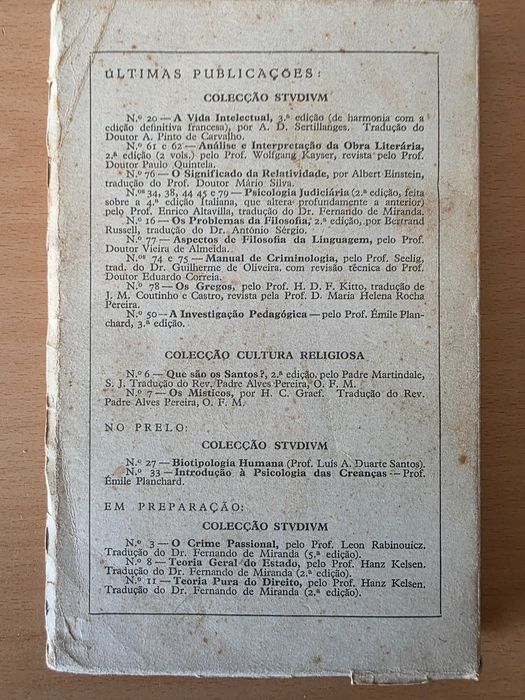 ÚLTIMAS PUBLICAÇÕES:
COLECÇÃO STVDIVM
N.º 20 — A Vida Intelectual, 3.ª edição (de harmonia com a
edição definitiva francesa), por A. D. Sertillanges. Tradução do
Doutor A. Pinto de Carvalho.
N.os 61 e 62 — Análise e Interpretação da Obra Literária,
2.ª edição (2 vols.) pelo Prof. Wolfgang Kayser, revista pelo Prof.
Doutor Paulo Quintela.
N.º 76 — O Significado da Relatividade, por Albert Einstein,
tradução do Prof. Doutor Mário Silva.
N.os 34, 38, 44 45 e 79 — Psicologia Judiciária (2.ª edição, feita
sobre a 4.ª edição Italiana, que altera profundamente a anterior)
pelo Prof. Enrico Altavilla, tradução do Dr. Fernando de Miranda.
N.º 16 — Os Problemas da Filosofia, 2.ª edição, por Bertrand
Russell, tradução do Dr. António Sérgio.
N.º 77 — Aspectos de Filosofia da Linguagem, pelo Prof.
Doutor Vieira de Almeida.
N.os 74 e 75 — Manual de Criminologia, pelo Prof. Seelig,
trad. do Dr. Guilherme de Oliveira, com revisão técnica do Prof.
Doutor Eduardo Correia.
N.º 78 — Os Gregos, pelo Prof. H. D. F. Kitto, tradução de
J. M. Coutinho e Castro, revista pela Prof. D. Maria Helena Rocha
Pereira.
N.º 50 — A Investigação Pedagógica — pelo Prof. Émile Plan-
chard, 3.ª edição.
COLECÇÃO CULTURA RELIGIOSA
N.º 6 — Que são os Santos?, 2.ª edição, pelo Padre Martindale,
S. J. Tradução do Rev. Padre Alves Pereira, O. F. M.
N.º 7 — Os Místicos, por H. C. Graef. Tradução do Rev.
Padre Alves Pereira, O. F. M.
NO PRELO:
COLECÇÃO STVDIVM
N.º 27 — Biotipologia Humana (Prof. Luís A. Duarte Santos).
N.º 33 — Introdução à Psicologia das Creanças — Prof.
Émile Planchard.
EM PREPARAÇÃO:
COLECÇÃO STVDIVM
N.º 3 — O Crime Passional, pelo Prof. Leon Rabinouicz.
Tradução do Dr. Fernando de Miranda (5.ª edição).
N.º 8 — Teoria Geral do Estado, pelo Prof. Hanz Kelsen.
Tradução do Dr. Fernando de Miranda (2.ª edição).
N.º 11 — Teoria Pura do Direito, pelo Prof. Hanz Kelsen.
Tradução do Dr. Fernando de Miranda (2.ª edição).